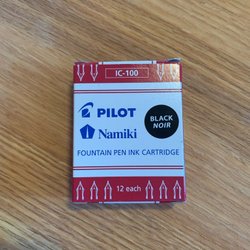 IC-100
PILOT
Namiki
BLACK
NOIR
FOUNTAIN PEN INK CARTRIDGE
12 each